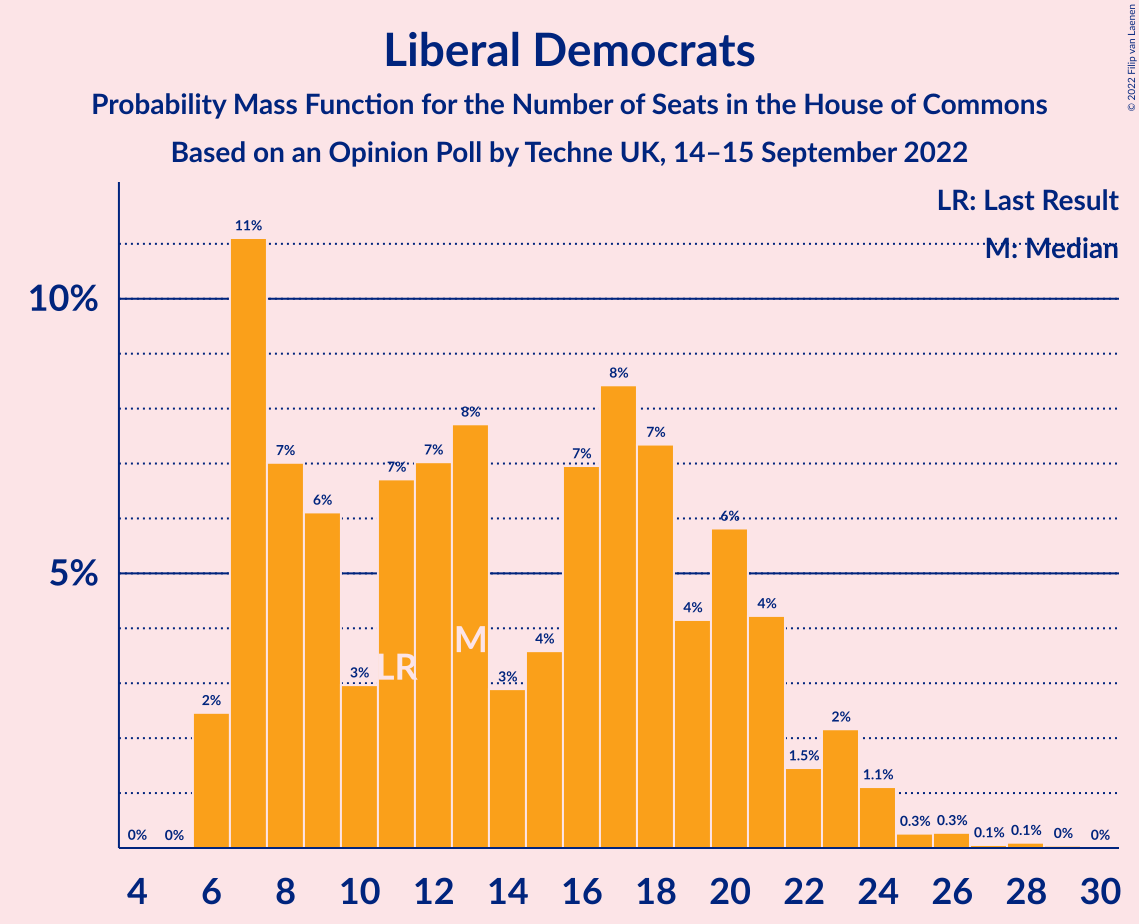 Liberal Democrats
Probability Mass Function for the Number of Seats in the House of Commons
Based on an Opinion Poll by Techne UK, 14–15 September 2022
© 2022 Filip van Laenen
LR: Last Result
M: Median
10%
5%
0% 0% 2% 11% 7% 6% 3% 7% 7% 8% 3% 4% 7% 8% 7% 4% 6% 4% 1.5% 2% 1.1% 0.3% 0.3% 0.1% 0.1% 0% 0%
LR M
4 6 8 10 12 14 16 18 20 22 24 26 28 30